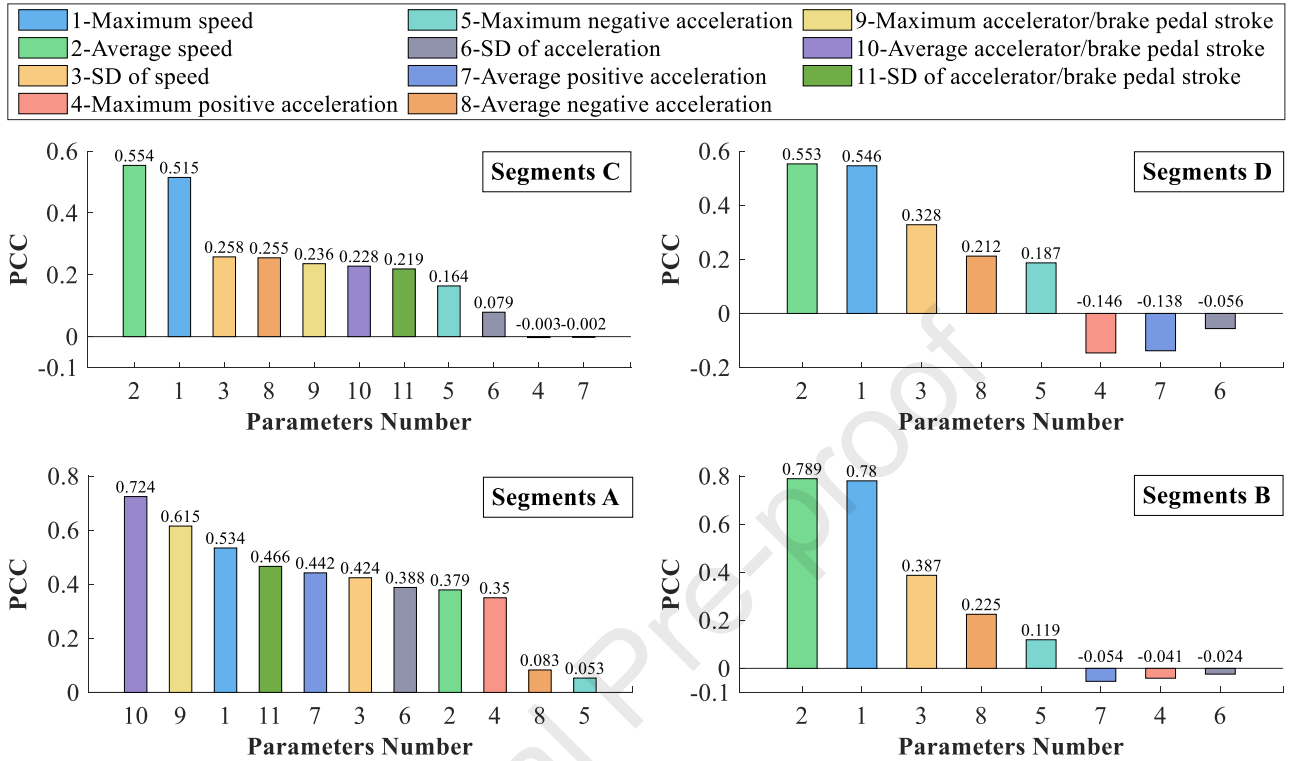 1-Maximum speed
2-Average speed
3-SD of speed
4-Maximum positive acceleration
5-Maximum negative acceleration
6-SD of acceleration
7-Average positive acceleration
8-Average negative acceleration
9-Maximum accelerator/brake pedal stroke
10-Average accelerator/brake pedal stroke
11-SD of accelerator/brake pedal stroke
Segments C
PCC
0.6
0.4
0.2
0
-0.1
0.554
0.515
0.258
0.255
0.236
0.228
0.219
0.164
0.079
-0.003
-0.002
2 1 3 8 9 10 11 5 6 4 7
Parameters Number
Segments D
PCC
0.6
0.4
0.2
0
-0.2
0.553
0.546
0.328
0.212
0.187
-0.146
-0.138
-0.056
2 1 3 8 5 4 7 6
Parameters Number
Segments A
PCC
0.8
0.6
0.4
0.2
0
0.724
0.615
0.534
0.466
0.442
0.424
0.388
0.379
0.35
0.083
0.053
10 9 1 11 7 3 6 2 4 8 5
Parameters Number
Segments B
PCC
0.8
0.6
0.4
0.2
0
-0.1
0.789
0.78
0.387
0.225
0.119
-0.054
-0.041
-0.024
2 1 3 8 5 7 4 6
Parameters Number
al Pre-proof